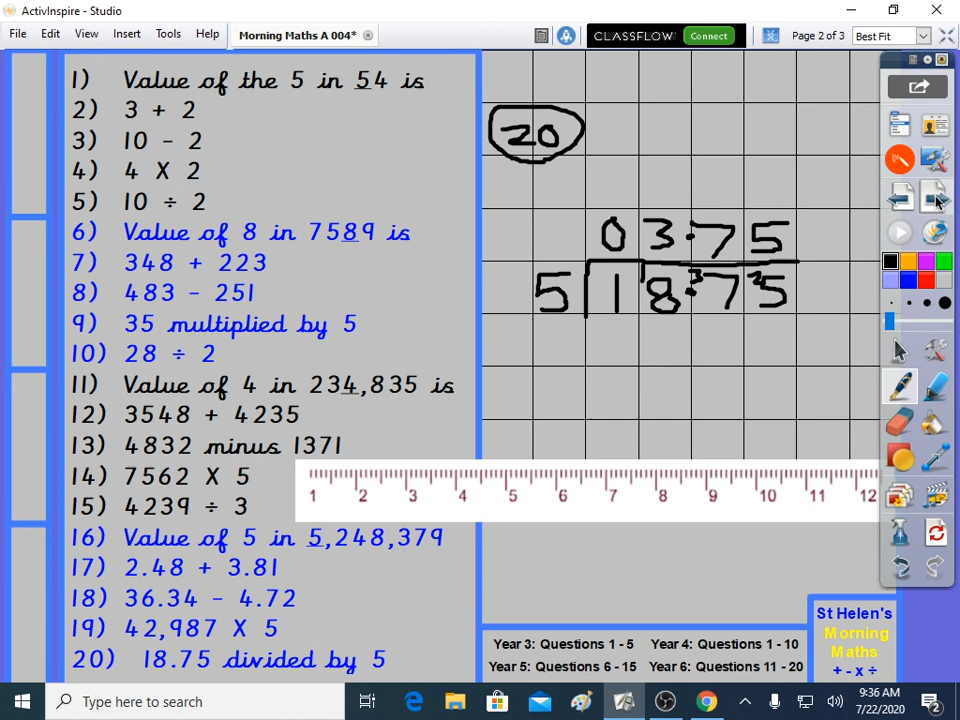 ActivInspire - Studio
File Edit View Insert Tools Help Morning Maths A 004* CLASSFLOW Connect Page 2 of 3 Best Fit
1) Value of the 5 in 54 is
2) 3 + 2
3) 10 - 2
4) 4 X 2
5) 10 ÷ 2
6) Value of 8 in 7589 is
7) 348 + 223
8) 483 - 251
9) 35 multiplied by 5
10) 28 ÷ 2
11) Value of 4 in 234,835 is
12) 3548 + 4235
13) 4832 minus 1371
14) 7562 X 5
15) 4239 ÷ 3
16) Value of 5 in 5,248,379
17) 2.48 + 3.81
18) 36.34 - 4.72
19) 42,987 X 5
20) 18.75 divided by 5
20
03.75
5 1 8.³7 ²5
1 2 3 4 5 6 7 8 9 10 11 12
Year 3: Questions 1 - 5 Year 4: Questions 1 - 10
Year 5: Questions 6 - 15 Year 6: Questions 11 - 20
St Helen's
Morning
Maths
+ - x ÷
Type here to search
9:36 AM
7/22/2020
2